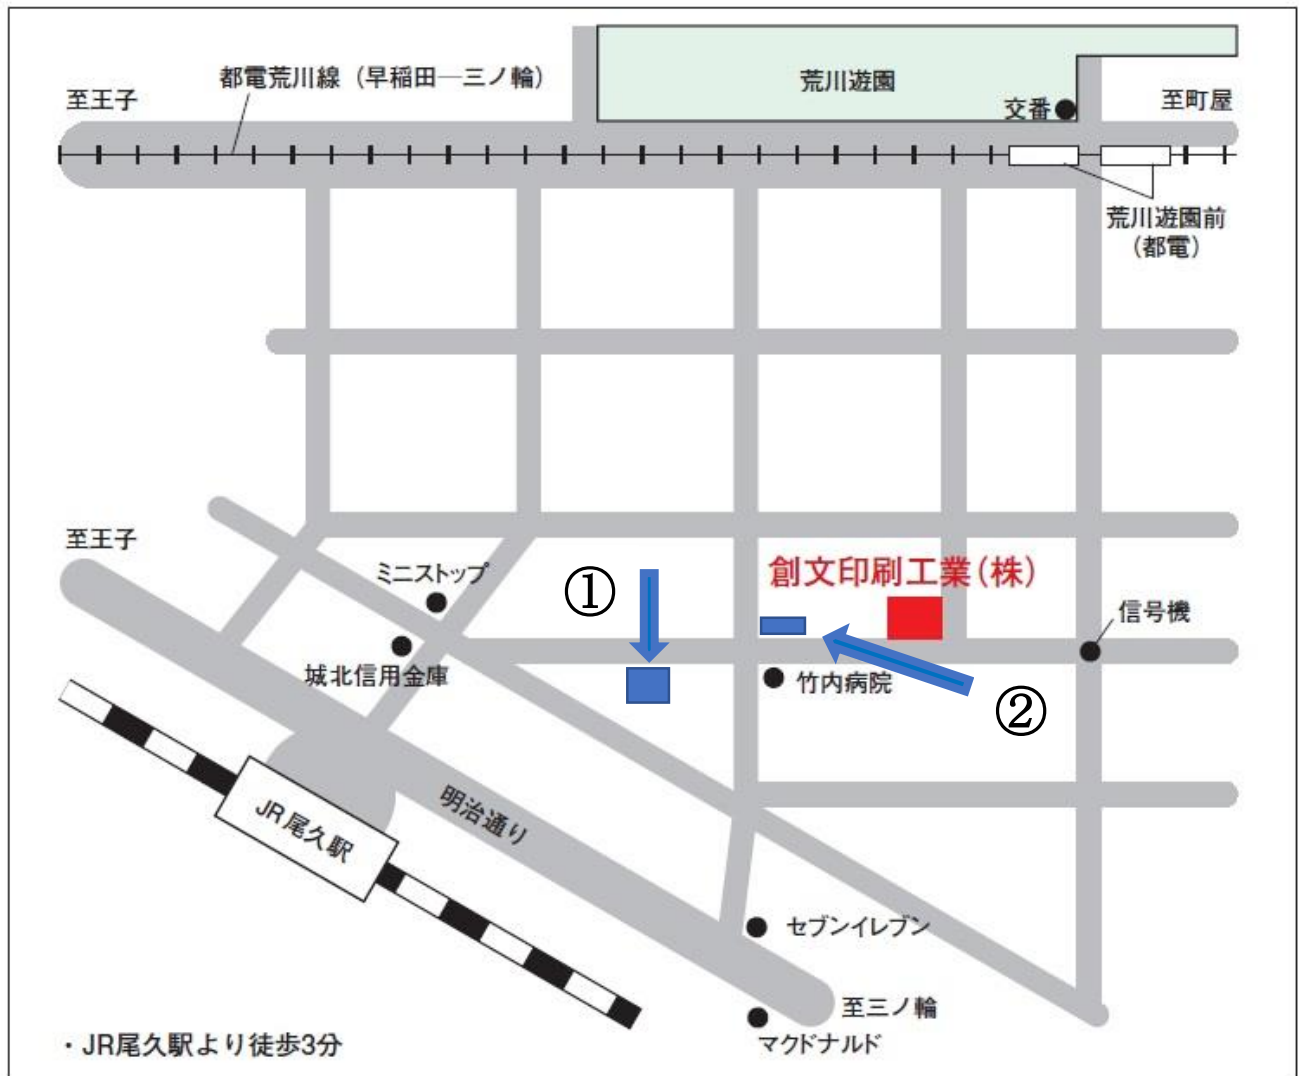 都電荒川線（早稲田―三ノ輪）
荒川遊園
至王子
交番
至町屋
荒川遊園前
（都電）
至王子
ミニストップ
①
創文印刷工業（株）
信号機
城北信用金庫
竹内病院
②
明治通り
JR尾久駅
セブンイレブン
至三ノ輪
マクドナルド
・JR尾久駅より徒歩3分